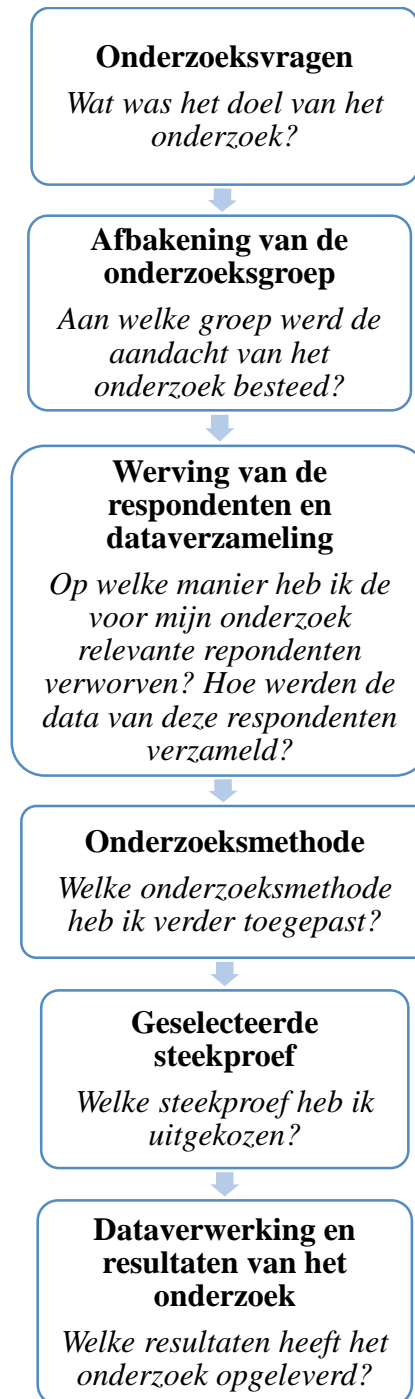 Onderzoeksvragen
Wat was het doel van het
onderzoek?
Afbakening van de
onderzoeksgroep
Aan welke groep werd de
aandacht van het
onderzoek besteed?
Werving van de
respondenten en
dataverzameling
Op welke manier heb ik de
voor mijn onderzoek
relevante repondenten
verworven? Hoe werden de
data van deze respondenten
verzameld?
Onderzoeksmethode
Welke onderzoeksmethode
heb ik verder toegepast?
Geselecteerde
steekproef
Welke steekproef heb ik
uitgekozen?
Dataverwerking en
resultaten van het
onderzoek
Welke resultaten heeft het
onderzoek opgeleverd?